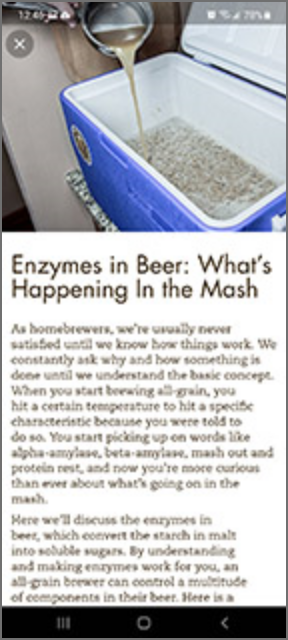 12:46
78%
Enzymes in Beer: What's
Happening In the Mash
As homebrewers, we're usually never
satisfied until we know how things work. We
constantly ask why and how something is
done until we understand the basic concept.
When you start brewing all-grain, you
hit a certain temperature to hit a specific
characteristic because you were told to
do so. You start picking up on words like
alpha-amylase, beta-amylase, mash out and
protein rest, and now you're more curious
than ever about what's going on in the
mash.
Here we'll discuss the enzymes in
beer, which convert the starch in malt
into soluble sugars. By understanding
and making enzymes work for you, an
all-grain brewer can control a multitude
of components in their beer. Here is a